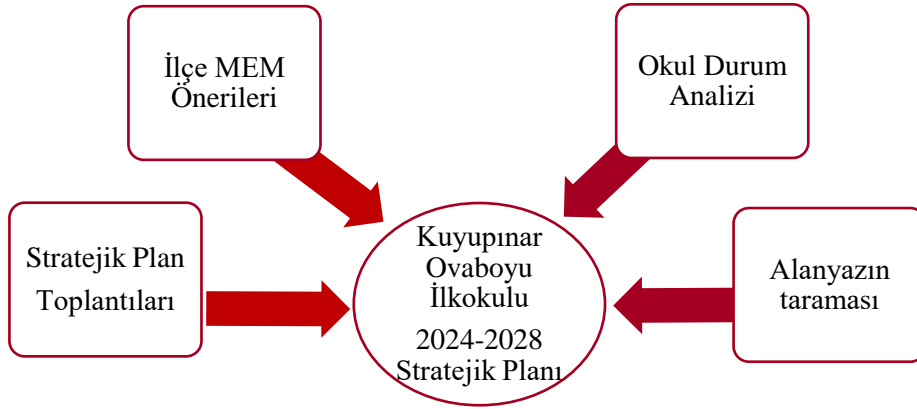 İlçe MEM
Önerileri
Okul Durum
Analizi
Stratejik Plan
Toplantıları
Kuyupınar
Ovaboyu
İlkokulu
2024-2028
Stratejik Planı
Alanyazın
taraması